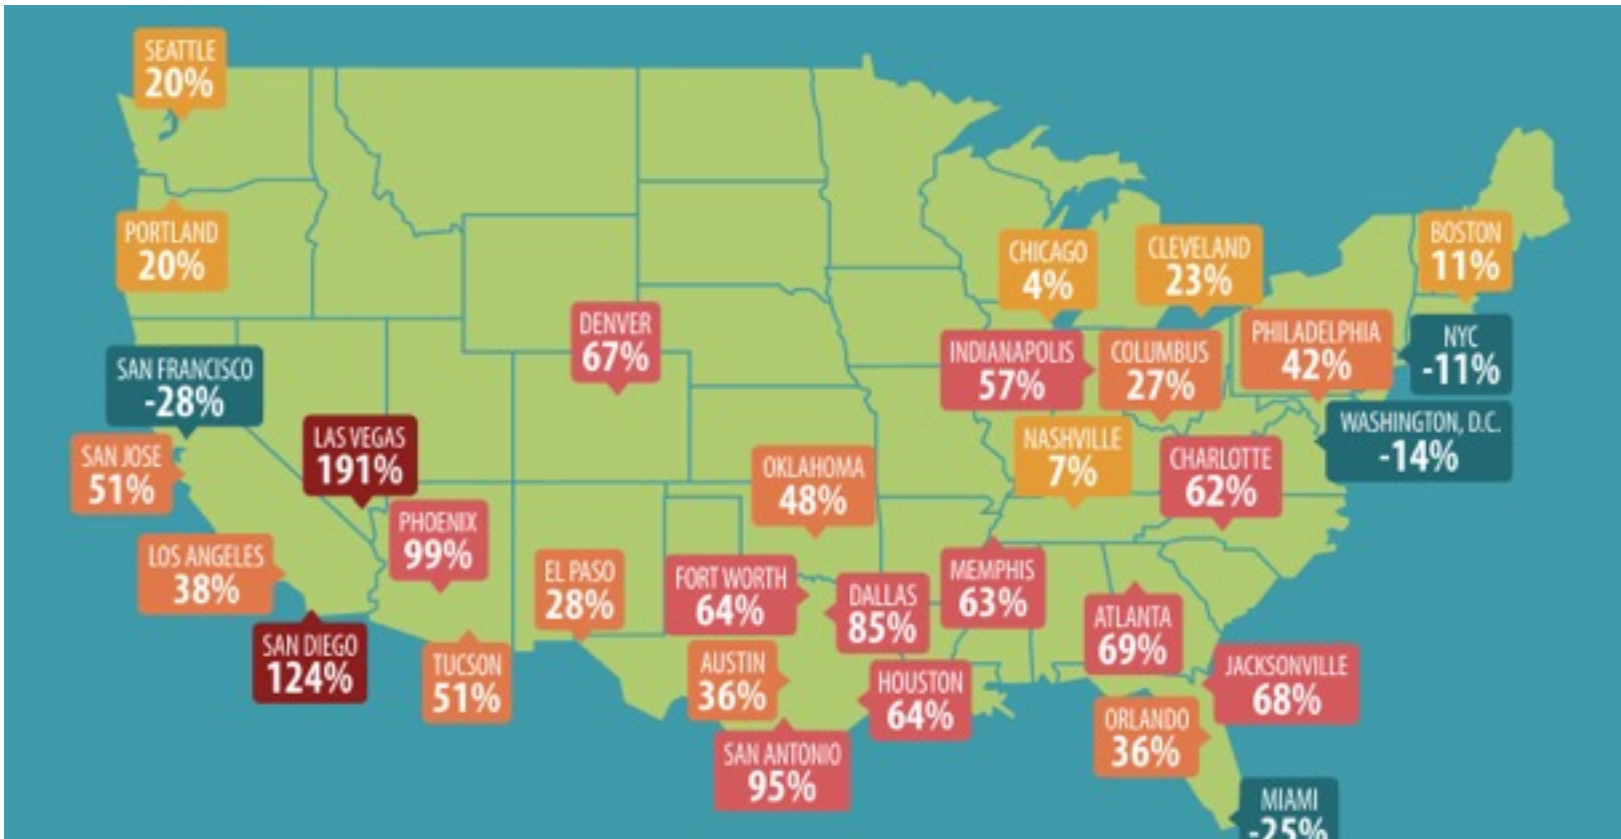 SEATTLE
20%
PORTLAND
20%
SAN FRANCISCO
-28%
SAN JOSE
51%
LOS ANGELES
38%
SAN DIEGO
124%
LAS VEGAS
191%
PHOENIX
99%
TUCSON
51%
DENVER
67%
EL PASO
28%
OKLAHOMA
48%
FORT WORTH
64%
DALLAS
85%
AUSTIN
36%
HOUSTON
64%
SAN ANTONIO
95%
CHICAGO
4%
CLEVELAND
23%
BOSTON
11%
INDIANAPOLIS
57%
COLUMBUS
27%
PHILADELPHIA
42%
NYC
-11%
WASHINGTON, D.C.
-14%
NASHVILLE
7%
CHARLOTTE
62%
MEMPHIS
63%
ATLANTA
69%
JACKSONVILLE
68%
ORLANDO
36%
MIAMI
-25%